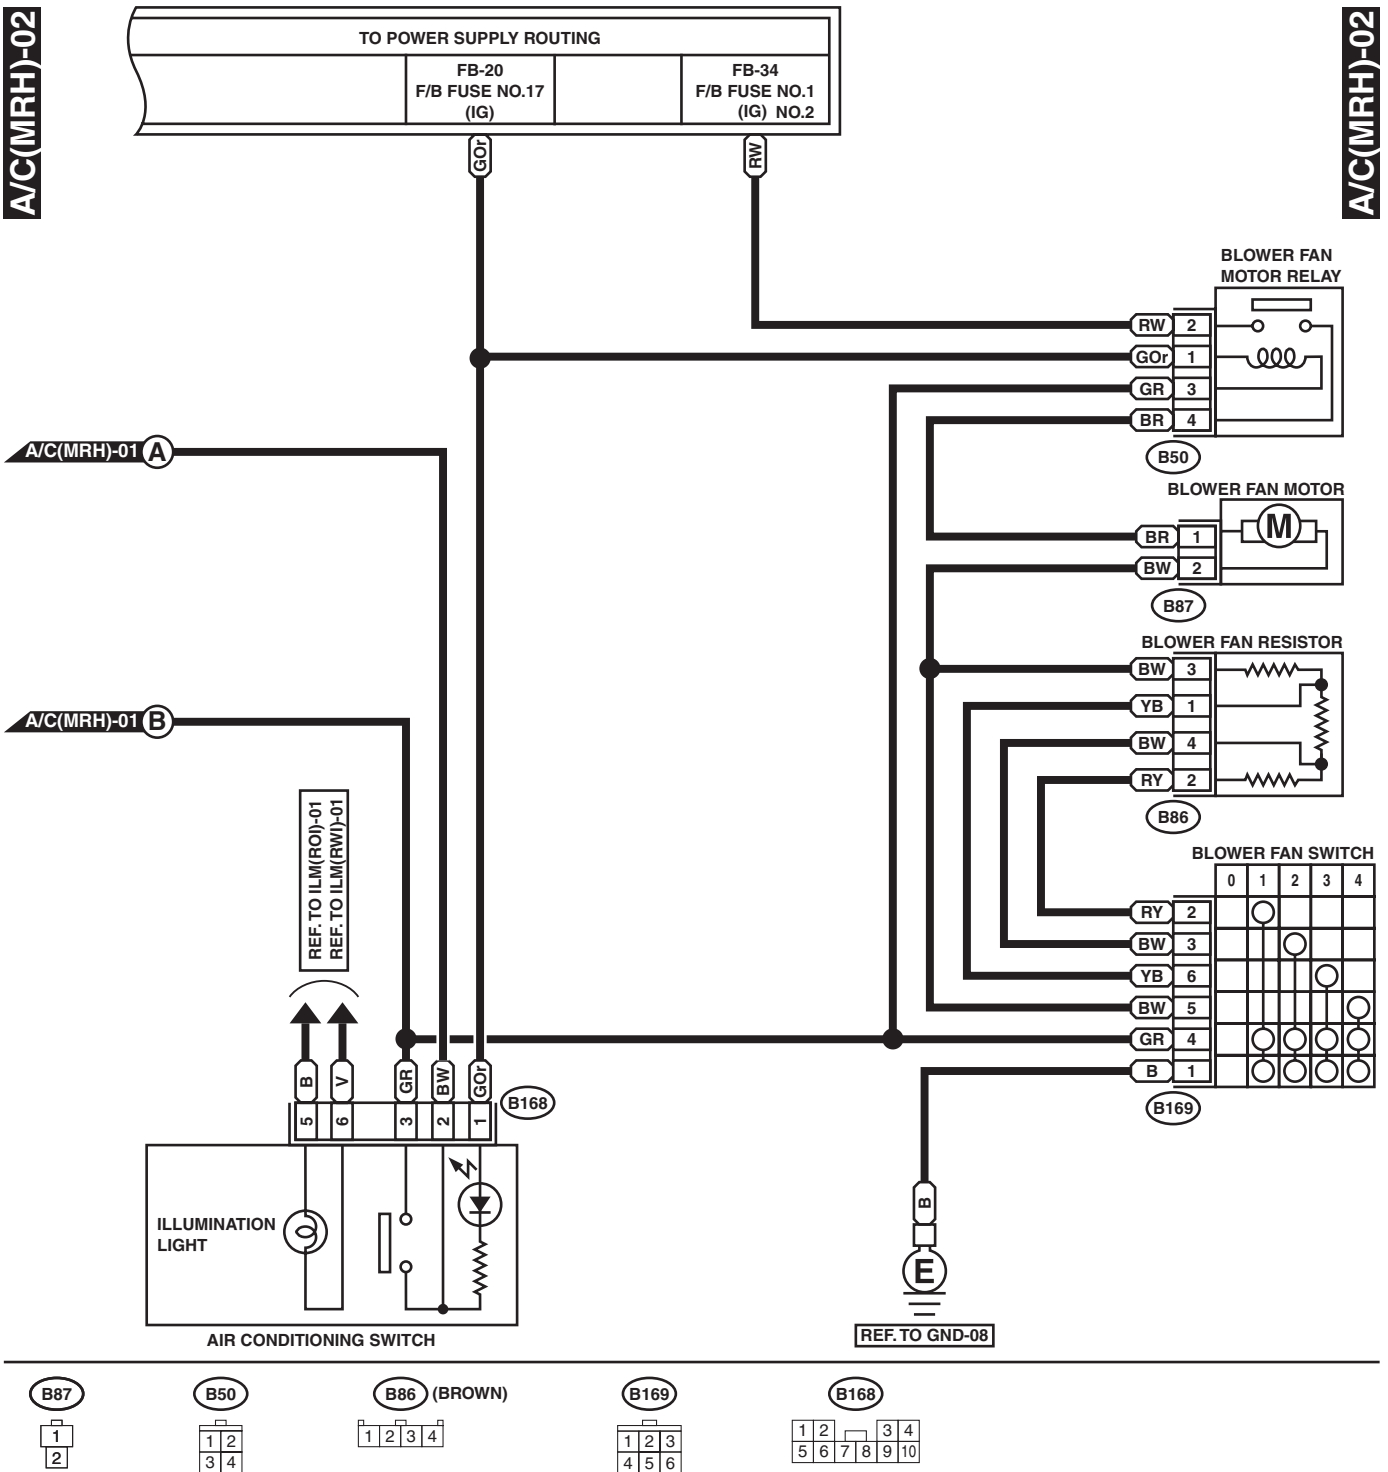 A/C(MRH)-02
A/C(MRH)-02
TO POWER SUPPLY ROUTING
FB-20
F/B FUSE NO.17
(IG)
FB-34
F/B FUSE NO.1
(IG) NO.2
GOr
RW
BLOWER FAN
MOTOR RELAY
RW 2
GOr 1
GR 3
BR 4
B50
A/C(MRH)-01 A
BLOWER FAN MOTOR
M
BR 1
BW 2
B87
BLOWER FAN RESISTOR
BW 3
YB 1
BW 4
RY 2
B86
A/C(MRH)-01 B
REF. TO ILM(ROI)-01
REF. TO ILM(RWI)-01
BLOWER FAN SWITCH
0 1 2 3 4
RY 2
BW 3
YB 6
BW 5
GR 4
B 1
B169
B V GR BW GOr
5 6 3 2 1
B168
ILLUMINATION
LIGHT
AIR CONDITIONING SWITCH
B
E
REF. TO GND-08
B87
1
2
B50
1 2
3 4
B86 (BROWN)
1 2 3 4
B169
1 2 3
4 5 6
B168
1 2 3 4
5 6 7 8 9 10